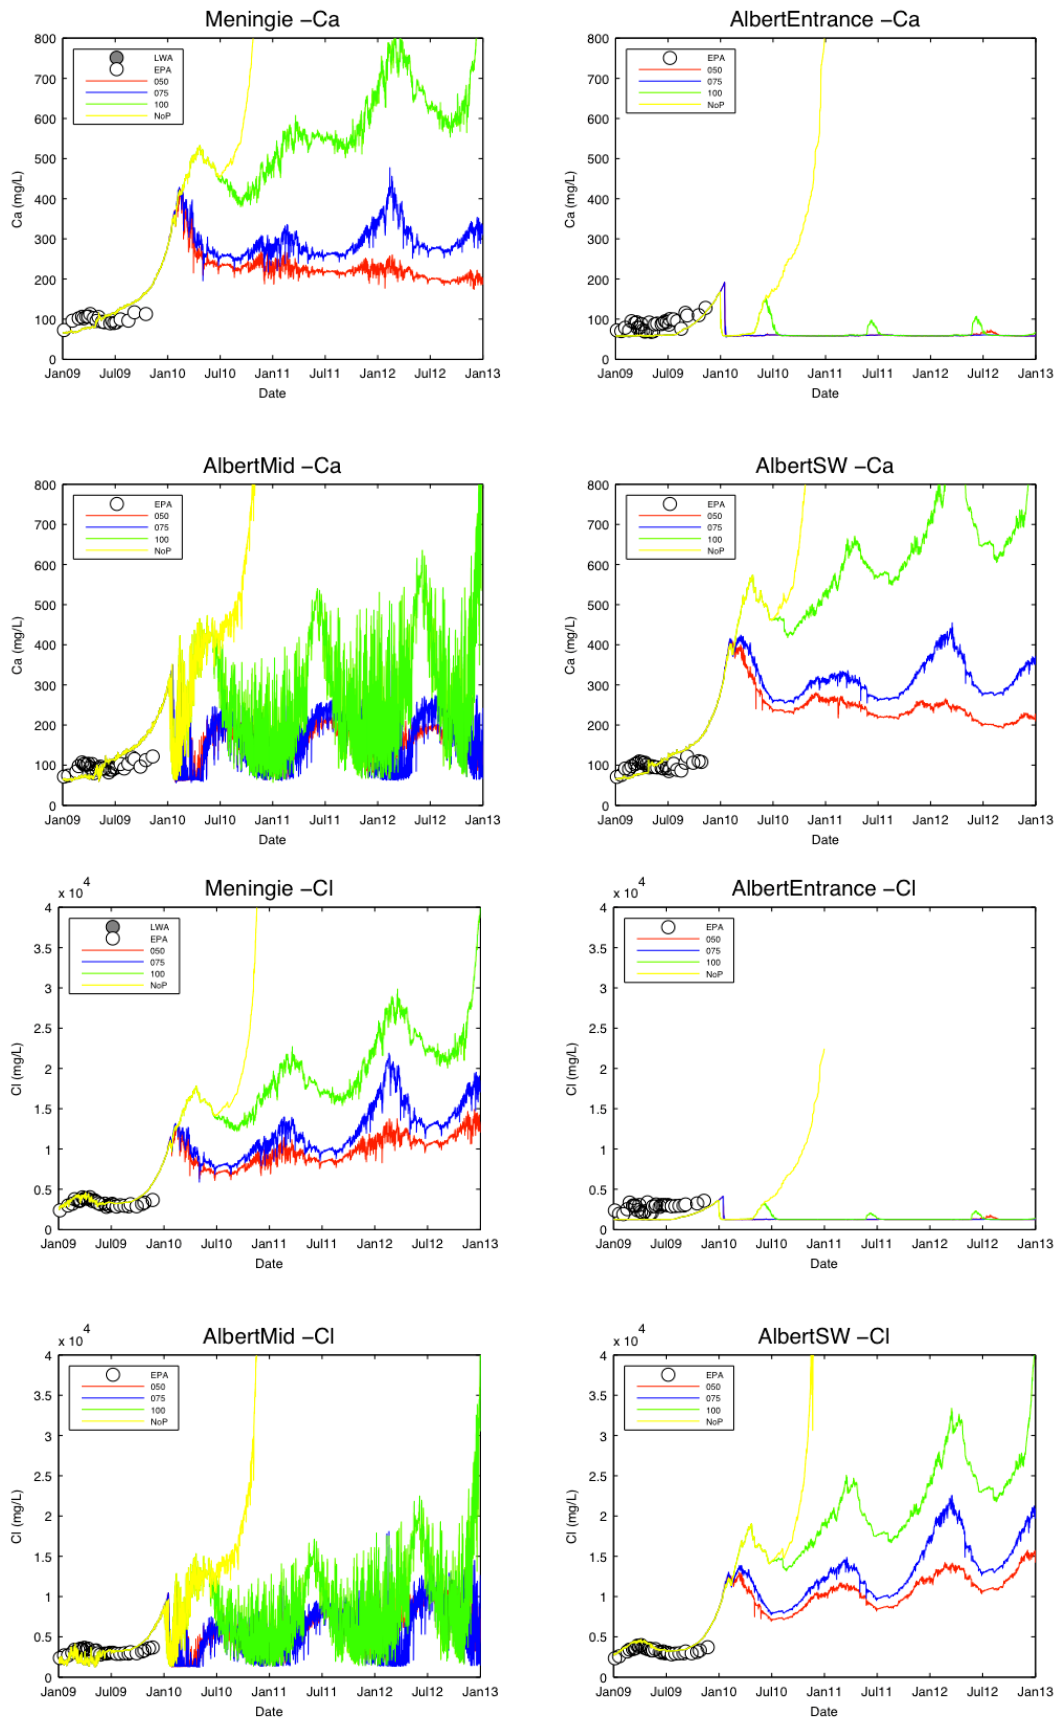 Meningie –Ca
800
700
600
500
400
300
200
100
0
Ca (mg/L)
LWA
EPA
050
075
100
NoP
Jan09 Jul09 Jan10 Jul10 Jan11 Jul11 Jan12 Jul12 Jan13
Date
AlbertEntrance –Ca
800
700
600
500
400
300
200
100
0
Ca (mg/L)
EPA
050
075
100
NoP
Jan09 Jul09 Jan10 Jul10 Jan11 Jul11 Jan12 Jul12 Jan13
Date
AlbertMid –Ca
800
700
600
500
400
300
200
100
0
Ca (mg/L)
EPA
050
075
100
NoP
Jan09 Jul09 Jan10 Jul10 Jan11 Jul11 Jan12 Jul12 Jan13
Date
AlbertSW –Ca
800
700
600
500
400
300
200
100
0
Ca (mg/L)
EPA
050
075
100
NoP
Jan09 Jul09 Jan10 Jul10 Jan11 Jul11 Jan12 Jul12 Jan13
Date
Meningie –Cl
x 10^4
4
3.5
3
2.5
2
1.5
1
0.5
0
Cl (mg/L)
LWA
EPA
050
075
100
NoP
Jan09 Jul09 Jan10 Jul10 Jan11 Jul11 Jan12 Jul12 Jan13
Date
AlbertEntrance –Cl
x 10^4
4
3.5
3
2.5
2
1.5
1
0.5
0
Cl (mg/L)
EPA
050
075
100
NoP
Jan09 Jul09 Jan10 Jul10 Jan11 Jul11 Jan12 Jul12 Jan13
Date
AlbertMid –Cl
x 10^4
4
3.5
3
2.5
2
1.5
1
0.5
0
Cl (mg/L)
EPA
050
075
100
NoP
Jan09 Jul09 Jan10 Jul10 Jan11 Jul11 Jan12 Jul12 Jan13
Date
AlbertSW –Cl
x 10^4
4
3.5
3
2.5
2
1.5
1
0.5
0
Cl (mg/L)
EPA
050
075
100
NoP
Jan09 Jul09 Jan10 Jul10 Jan11 Jul11 Jan12 Jul12 Jan13
Date